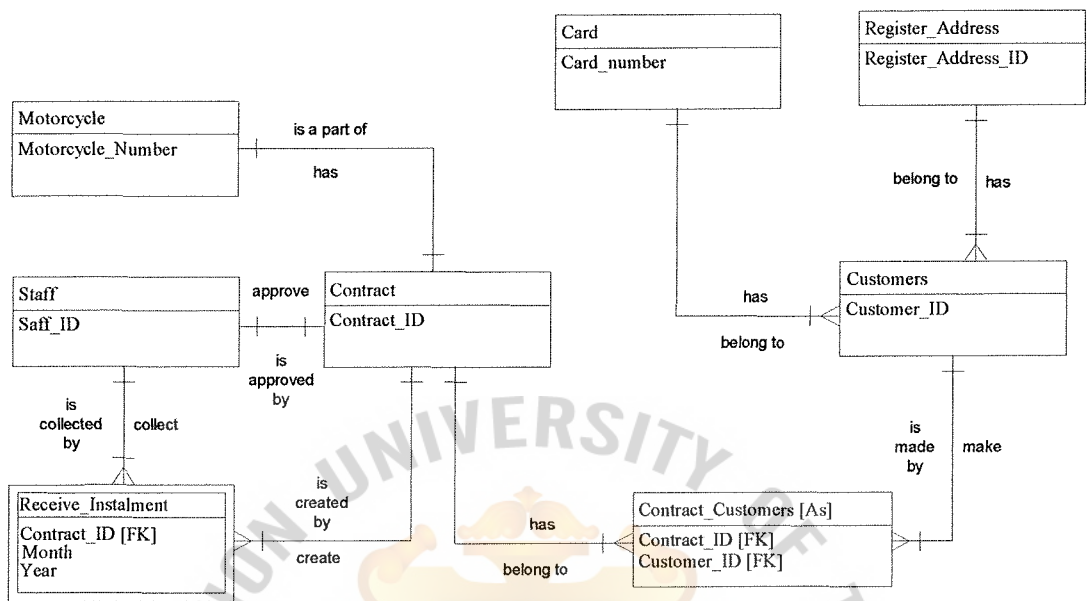 Card
Card_number
Register_Address
Register_Address_ID
Motorcycle
Motorcycle_Number
is a part of
has
belong to
has
Staff
Saff_ID
approve
is
approved
by
Contract
Contract_ID
has
belong to
Customers
Customer_ID
is
collected
by
collect
is
made
by
make
Receive_Instalment
Contract_ID [FK]
Month
Year
is
created
by
create
has
belong to
Contract_Customers [As]
Contract_ID [FK]
Customer_ID [FK]
UNIVERSITY OF